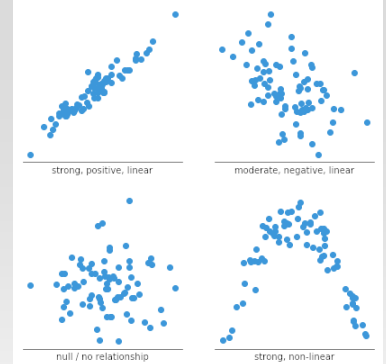 strong, positive, linear
moderate, negative, linear
null / no relationship
strong, non-linear